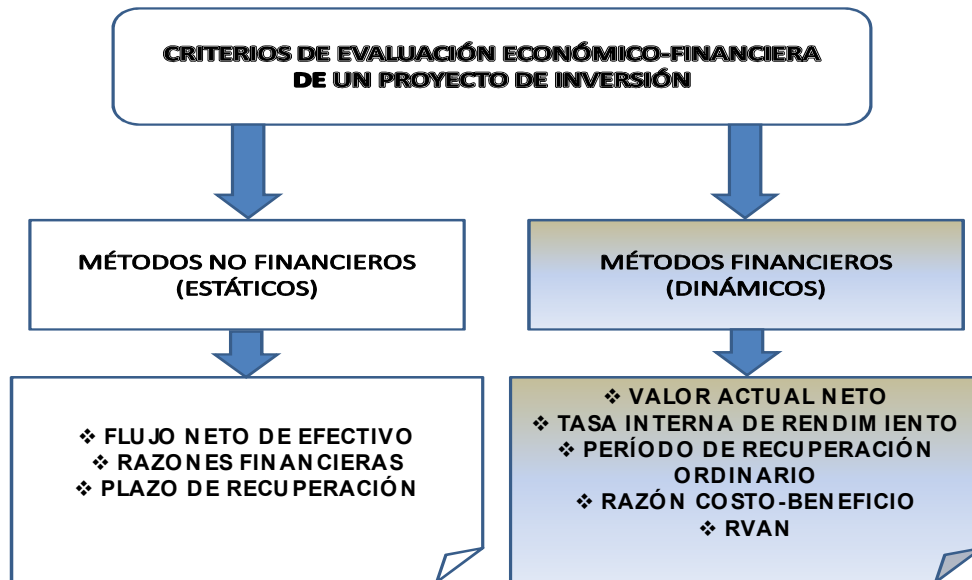 CRITERIOS DE EVALUACIÓN ECONÓMICO-FINANCIERA
DE UN PROYECTO DE INVERSIÓN
MÉTODOS NO FINANCIEROS
(ESTÁTICOS)
❖ FLUJO NETO DE EFECTIVO
❖ RAZONES FINANCIERAS
❖ PLAZO DE RECUPERACIÓN
MÉTODOS FINANCIEROS
(DINÁMICOS)
❖ VALOR ACTUAL NETO
❖ TASA INTERNA DE RENDIMIENTO
❖ PERÍODO DE RECUPERACIÓN
ORDINARIO
❖ RAZÓN COSTO-BENEFICIO
❖ RVAN